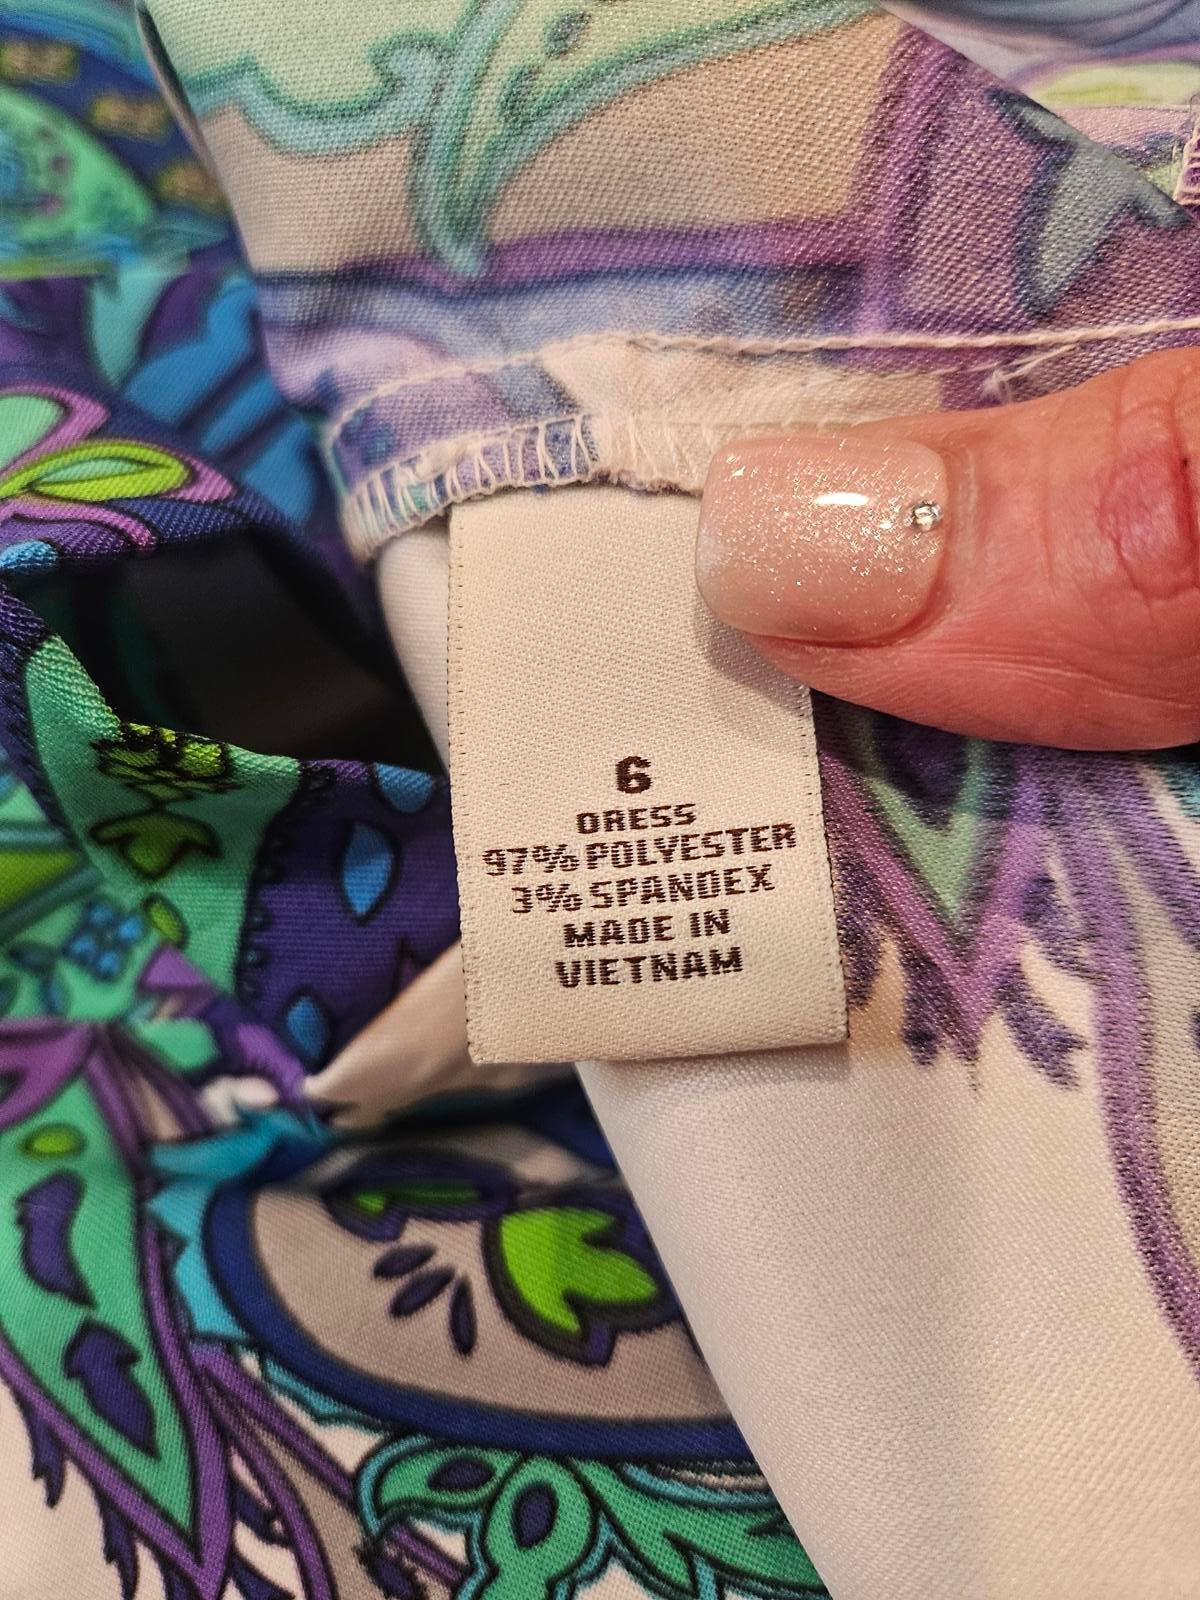 6
DRESS
97% POLYESTER
3% SPANDEX
MADE IN
VIETNAM